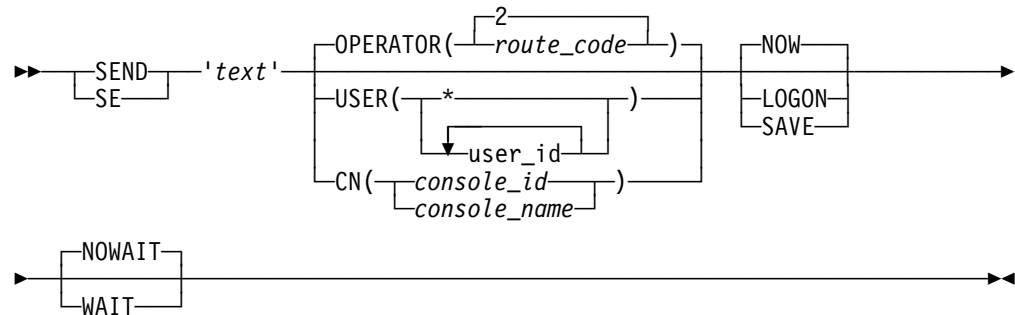 2
OPERATOR( route_code )
NOW
SEND 'text'
SE
USER( * )
LOGON
SAVE
user_id
CN( console_id )
console_name
NOWAIT
WAIT